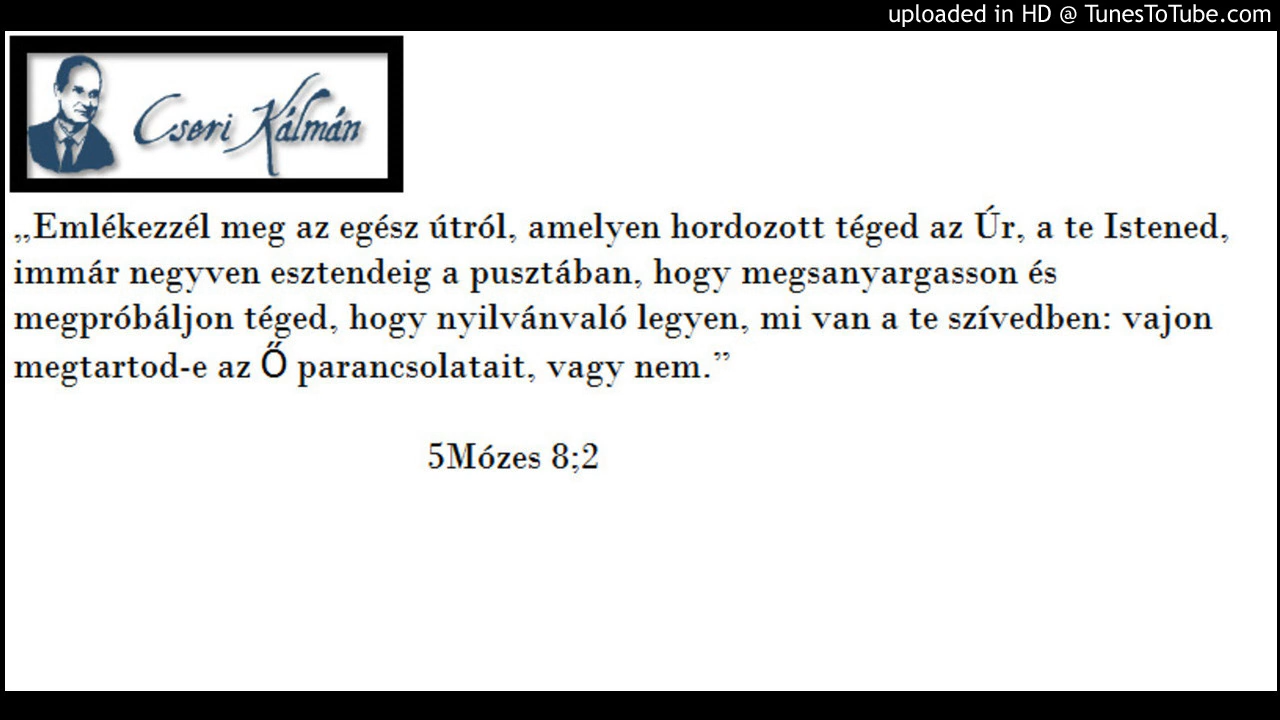 uploaded in HD @ TunesToTube.com
Cseri Kálmán
„Emlékezzél meg az egész útról, amelyen hordozott téged az Úr, a te Istened,
immár negyven esztendeig a pusztában, hogy megsanyargasson és
megpróbáljon téged, hogy nyilvánvaló legyen, mi van a te szívedben: vajon
megtartod-e az Ő parancsolatait, vagy nem.”
5Mózes 8;2